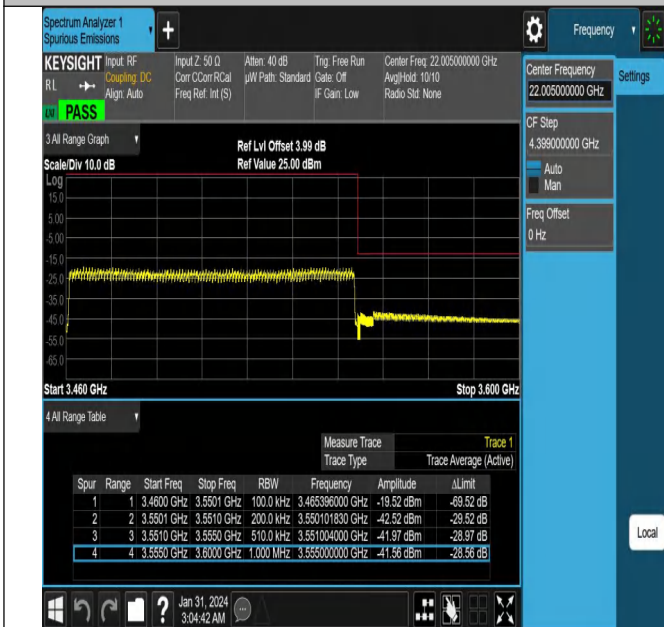 Spectrum Analyzer 1
Spurious Emissions
Frequency
KEYSIGHT Input: RF Input Z: 50 Ω Atten: 40 dB Trig: Free Run Center Freq: 22.005000000 GHz
RL Coupling: DC Corr CCorr RCal µW Path: Standard Gate: Off Avg|Hold: 10/10
Align: Auto Freq Ref: Int (S) IF Gain: Low Radio Std: None
PASS
3 All Range Graph
Ref Lvl Offset 3.99 dB
Scale/Div 10.0 dB Ref Value 25.00 dBm
Log
15.0
5.00
-5.00
-15.0
-25.0
-35.0
-45.0
-55.0
-65.0
Start 3.460 GHz Stop 3.600 GHz
4 All Range Table
Measure Trace Trace 1
Trace Type Trace Average (Active)
Spur Range Start Freq Stop Freq RBW Frequency Amplitude ΔLimit
1 1 3.4600 GHz 3.5501 GHz 100.0 kHz 3.465396000 GHz -19.52 dBm -69.52 dB
2 2 3.5501 GHz 3.5510 GHz 200.0 kHz 3.550101830 GHz -42.52 dBm -29.52 dB
3 3 3.5510 GHz 3.5550 GHz 510.0 kHz 3.551004000 GHz -41.97 dBm -28.97 dB
4 4 3.5550 GHz 3.6000 GHz 1.000 MHz 3.555000000 GHz -41.56 dBm -28.56 dB
Jan 31, 2024
3:04:42 AM
Center Frequency
22.005000000 GHz
Settings
CF Step
4.399000000 GHz
Auto
Man
Freq Offset
0 Hz
Local